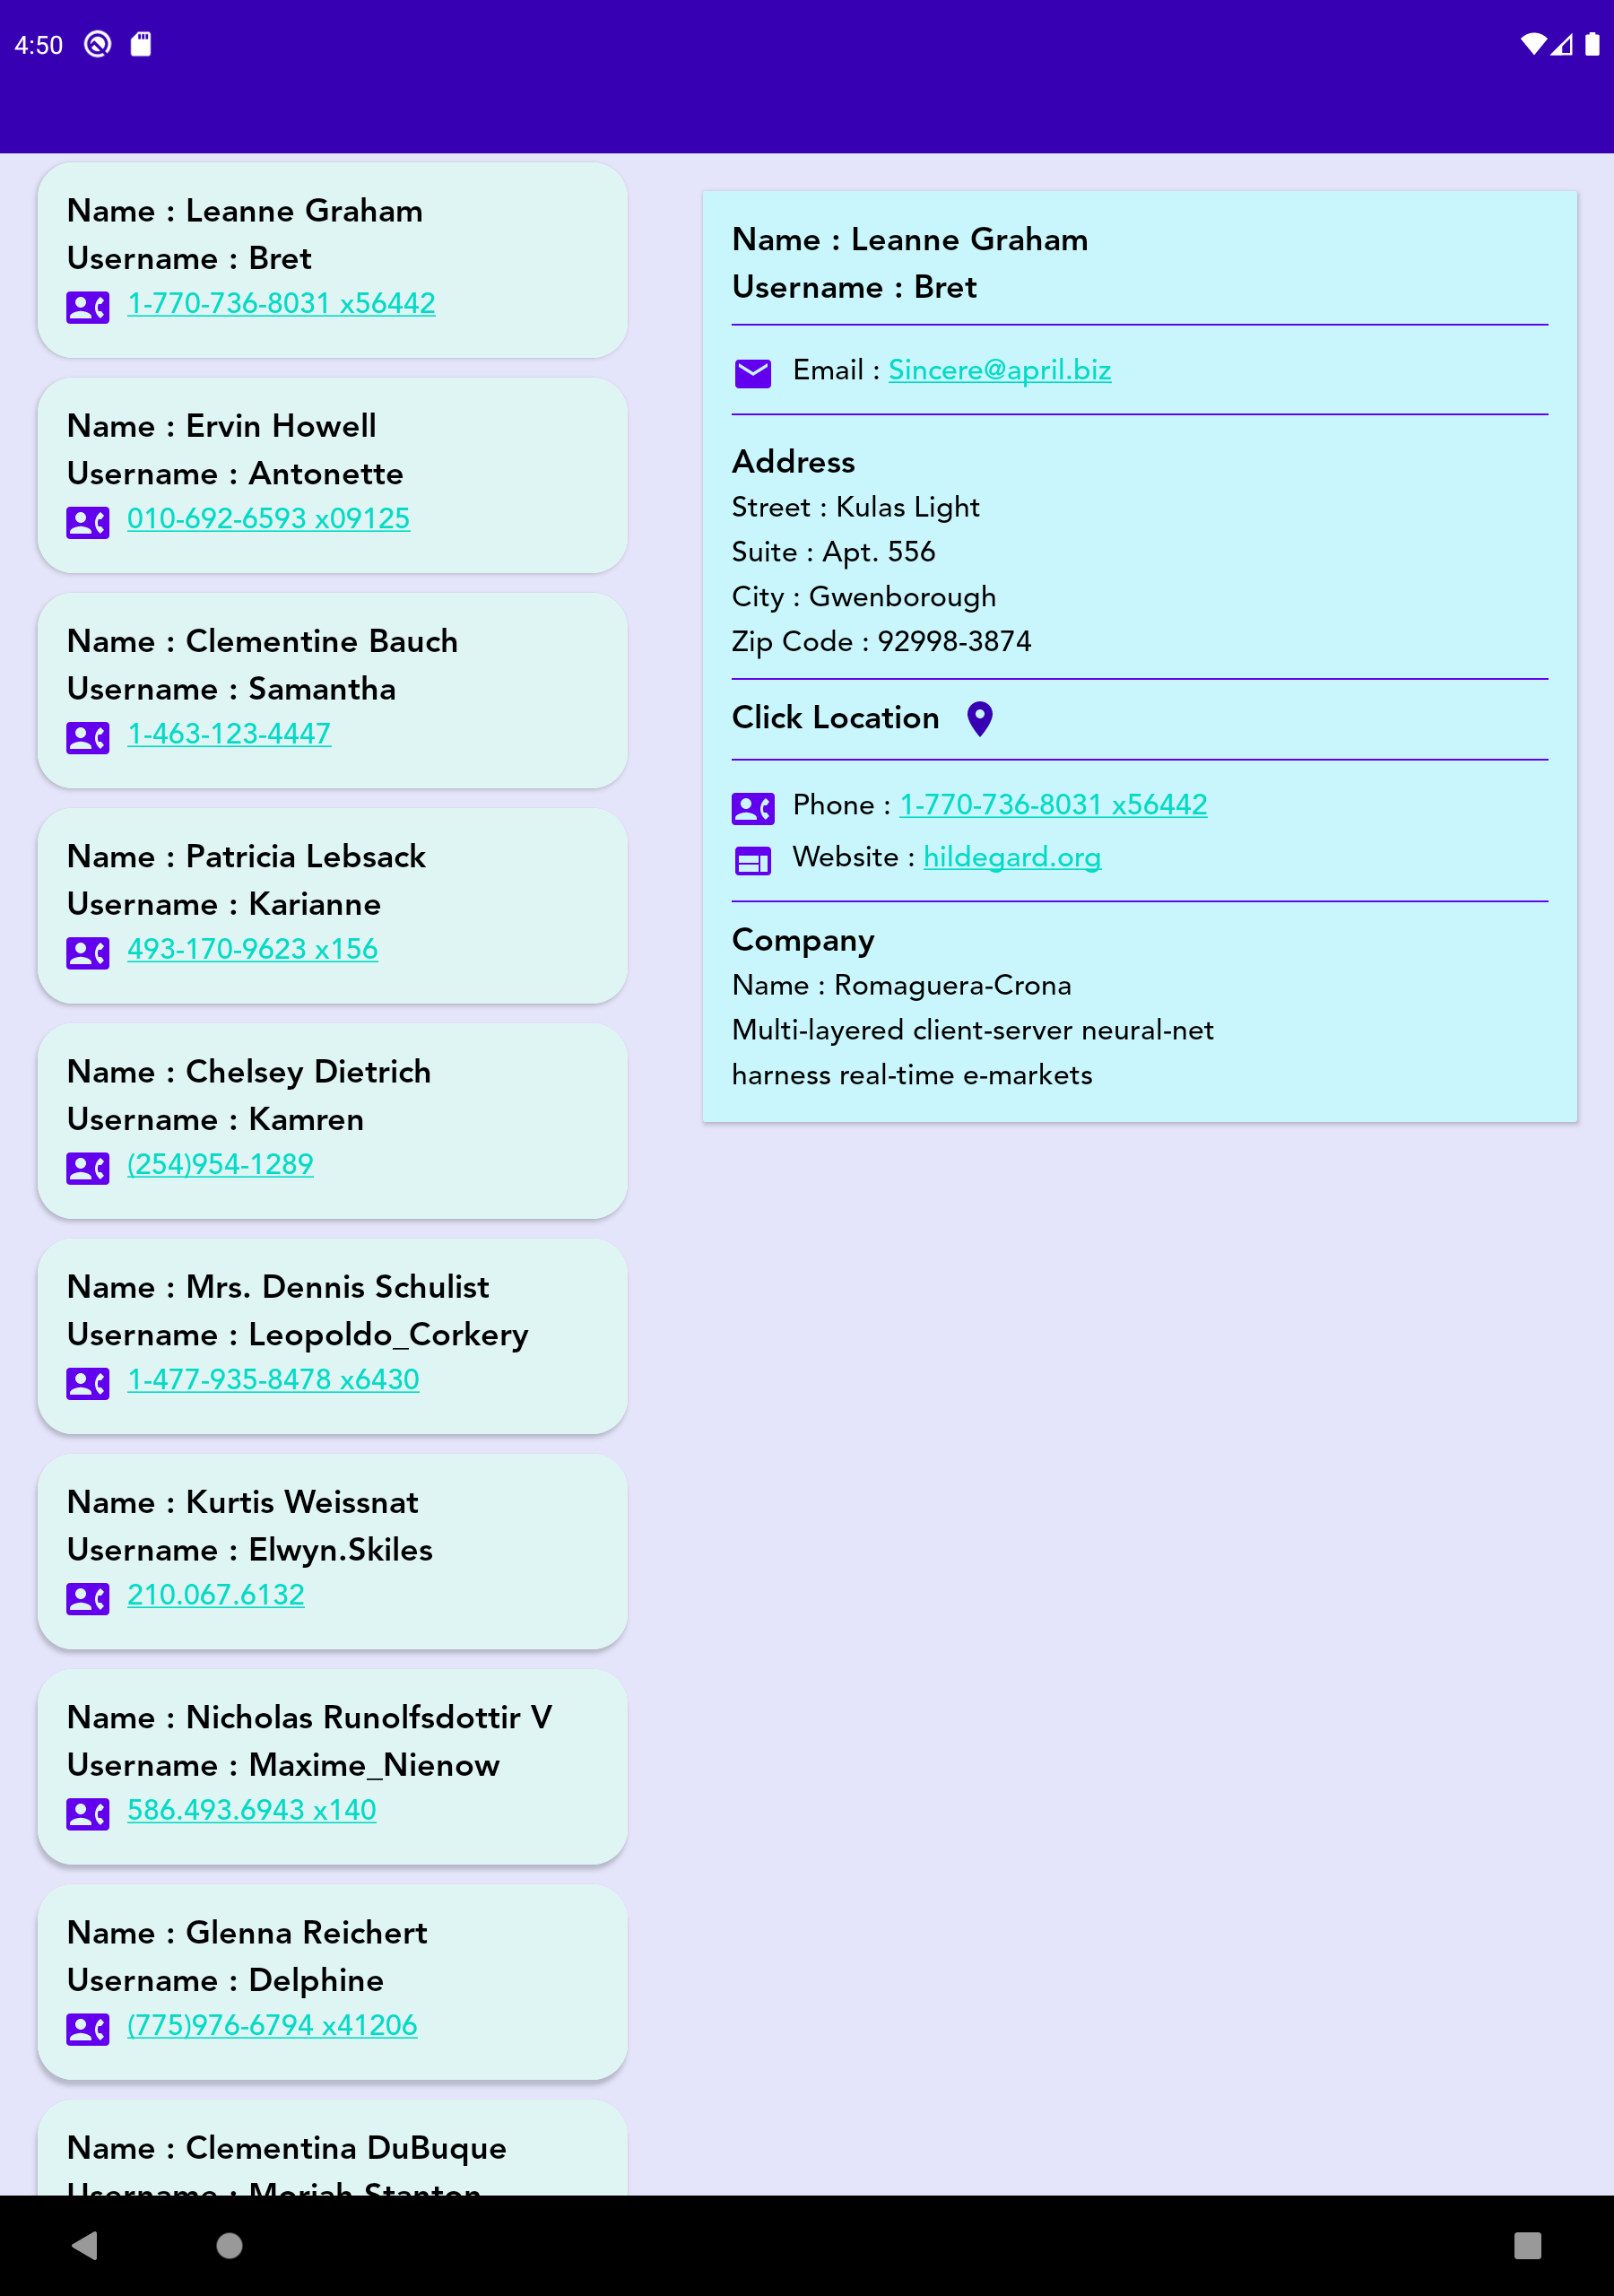 4:50
Name : Leanne Graham
Username : Bret
1-770-736-8031 x56442
Name : Ervin Howell
Username : Antonette
010-692-6593 x09125
Name : Clementine Bauch
Username : Samantha
1-463-123-4447
Name : Patricia Lebsack
Username : Karianne
493-170-9623 x156
Name : Chelsey Dietrich
Username : Kamren
(254)954-1289
Name : Mrs. Dennis Schulist
Username : Leopoldo_Corkery
1-477-935-8478 x6430
Name : Kurtis Weissnat
Username : Elwyn.Skiles
210.067.6132
Name : Nicholas Runolfsdottir V
Username : Maxime_Nienow
586.493.6943 x140
Name : Glenna Reichert
Username : Delphine
(775)976-6794 x41206
Name : Clementina DuBuque
Username : Moriah.Stanton
Name : Leanne Graham
Username : Bret
Email : Sincere@april.biz
Address
Street : Kulas Light
Suite : Apt. 556
City : Gwenborough
Zip Code : 92998-3874
Click Location
Phone : 1-770-736-8031 x56442
Website : hildegard.org
Company
Name : Romaguera-Crona
Multi-layered client-server neural-net
harness real-time e-markets